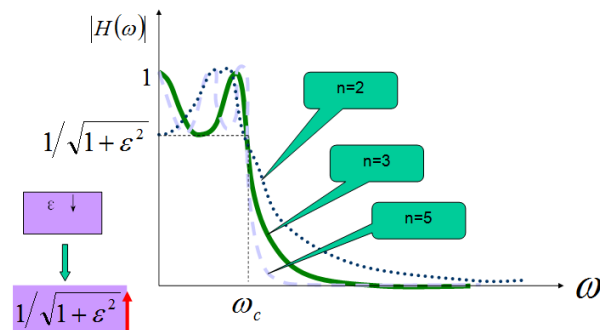 |H(ω)|
1
n=2
1/√(1+ε²)
n=3
ε ↓
n=5
1/√(1+ε²)
ω_c
ω